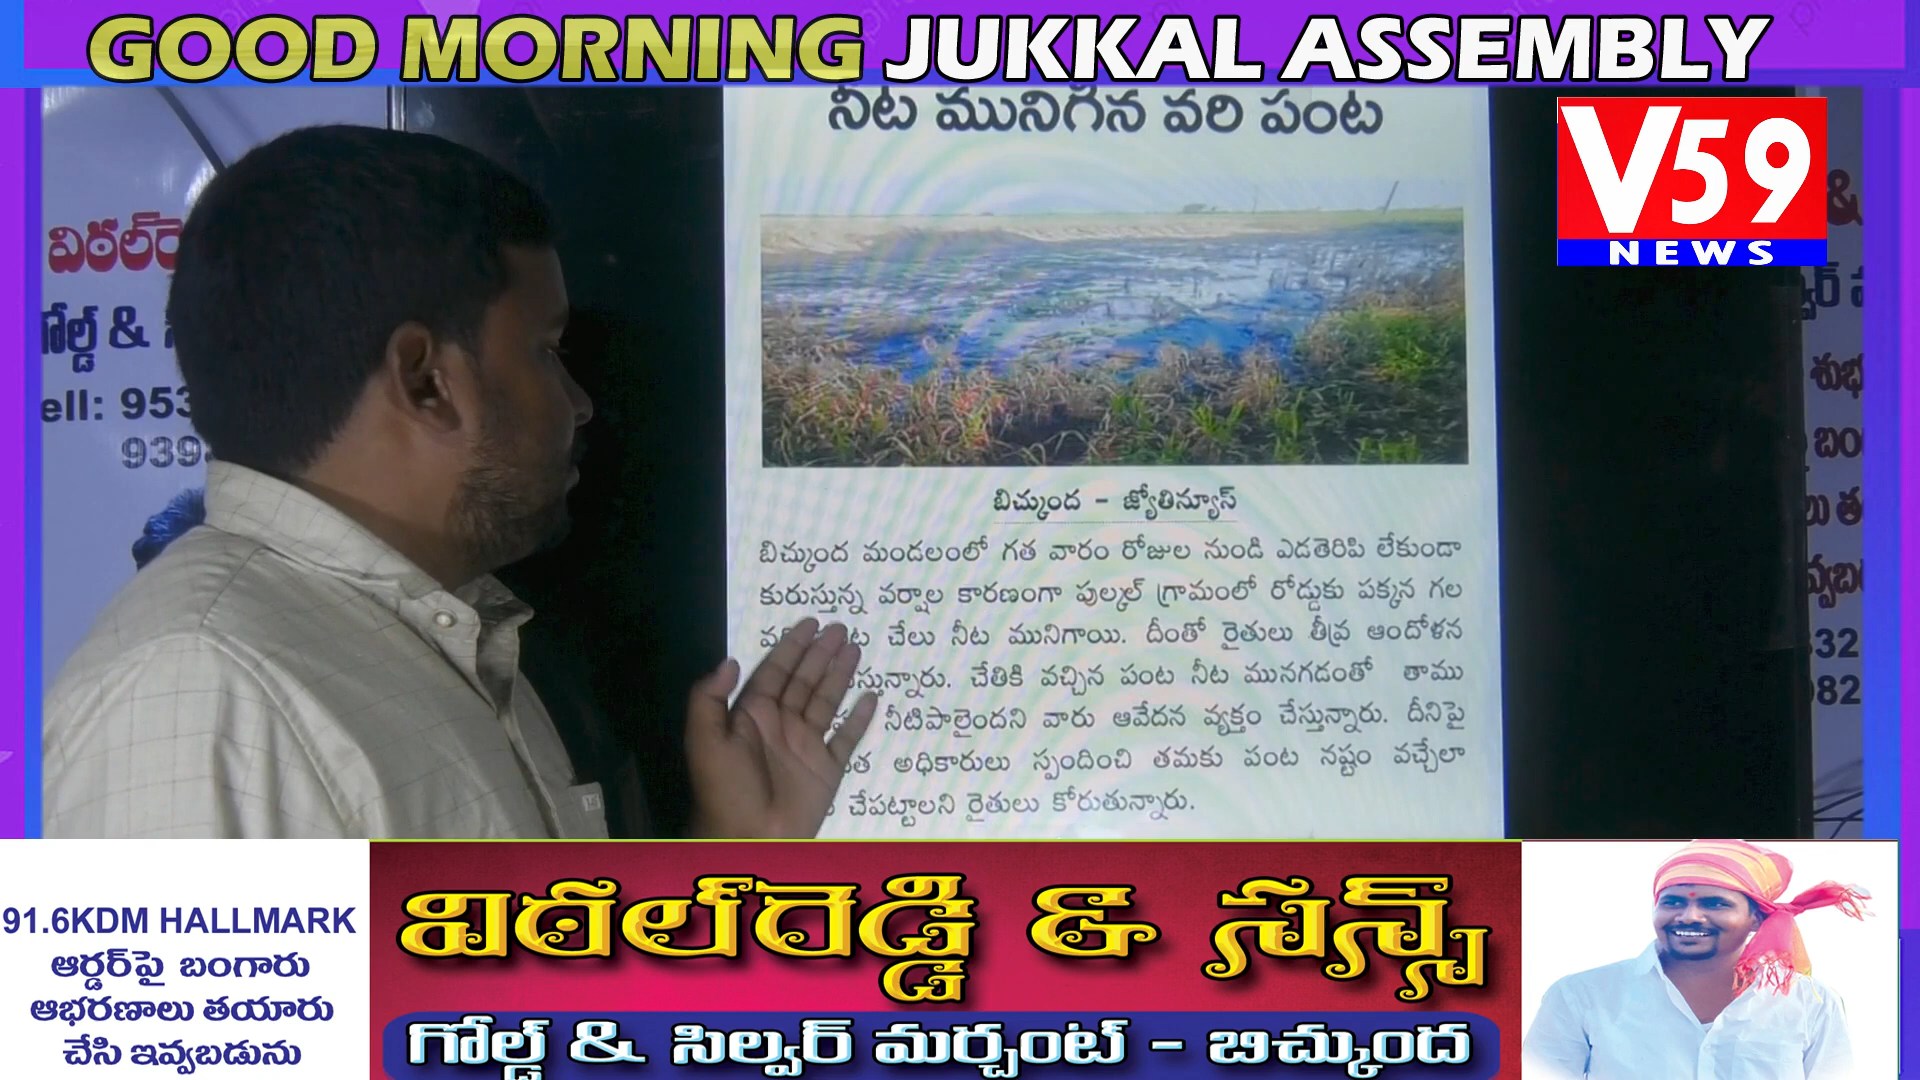 GOOD MORNING JUKKAL ASSEMBLY
V59
NEWS
నీట మునిగిన వరి పంట
బిచ్కుంద - జ్యోతిన్యూస్
బిచ్కుంద మండలంలో గత వారం రోజుల నుండి ఎడతెరిపి లేకుండా
కురుస్తున్న వర్షాల కారణంగా పుల్కల్ గ్రామంలో రోడ్డుకు పక్కన గల
చేలు నీట మునిగాయి. దీంతో రైతులు తీవ్ర ఆందోళన
చేతికి వచ్చిన పంట నీట మునగడంతో తాము
నీటిపాలైందని వారు ఆవేదన వ్యక్తం చేస్తున్నారు. దీనిపై
అధికారులు స్పందించి తమకు పంట నష్టం వచ్చేలా
చేపట్టాలని రైతులు కోరుతున్నారు.
గోల్డ్ &
ell: 953
939
&
శుభ
బం
32
982
91.6KDM HALLMARK
ఆర్డర్‌పై బంగారు
ఆభరణాలు తయారు
చేసి ఇవ్వబడును
విఠల్‌రెడ్డి & సన్స్
గోల్డ్ & సిల్వర్ మర్చంట్ - బిచ్కుంద